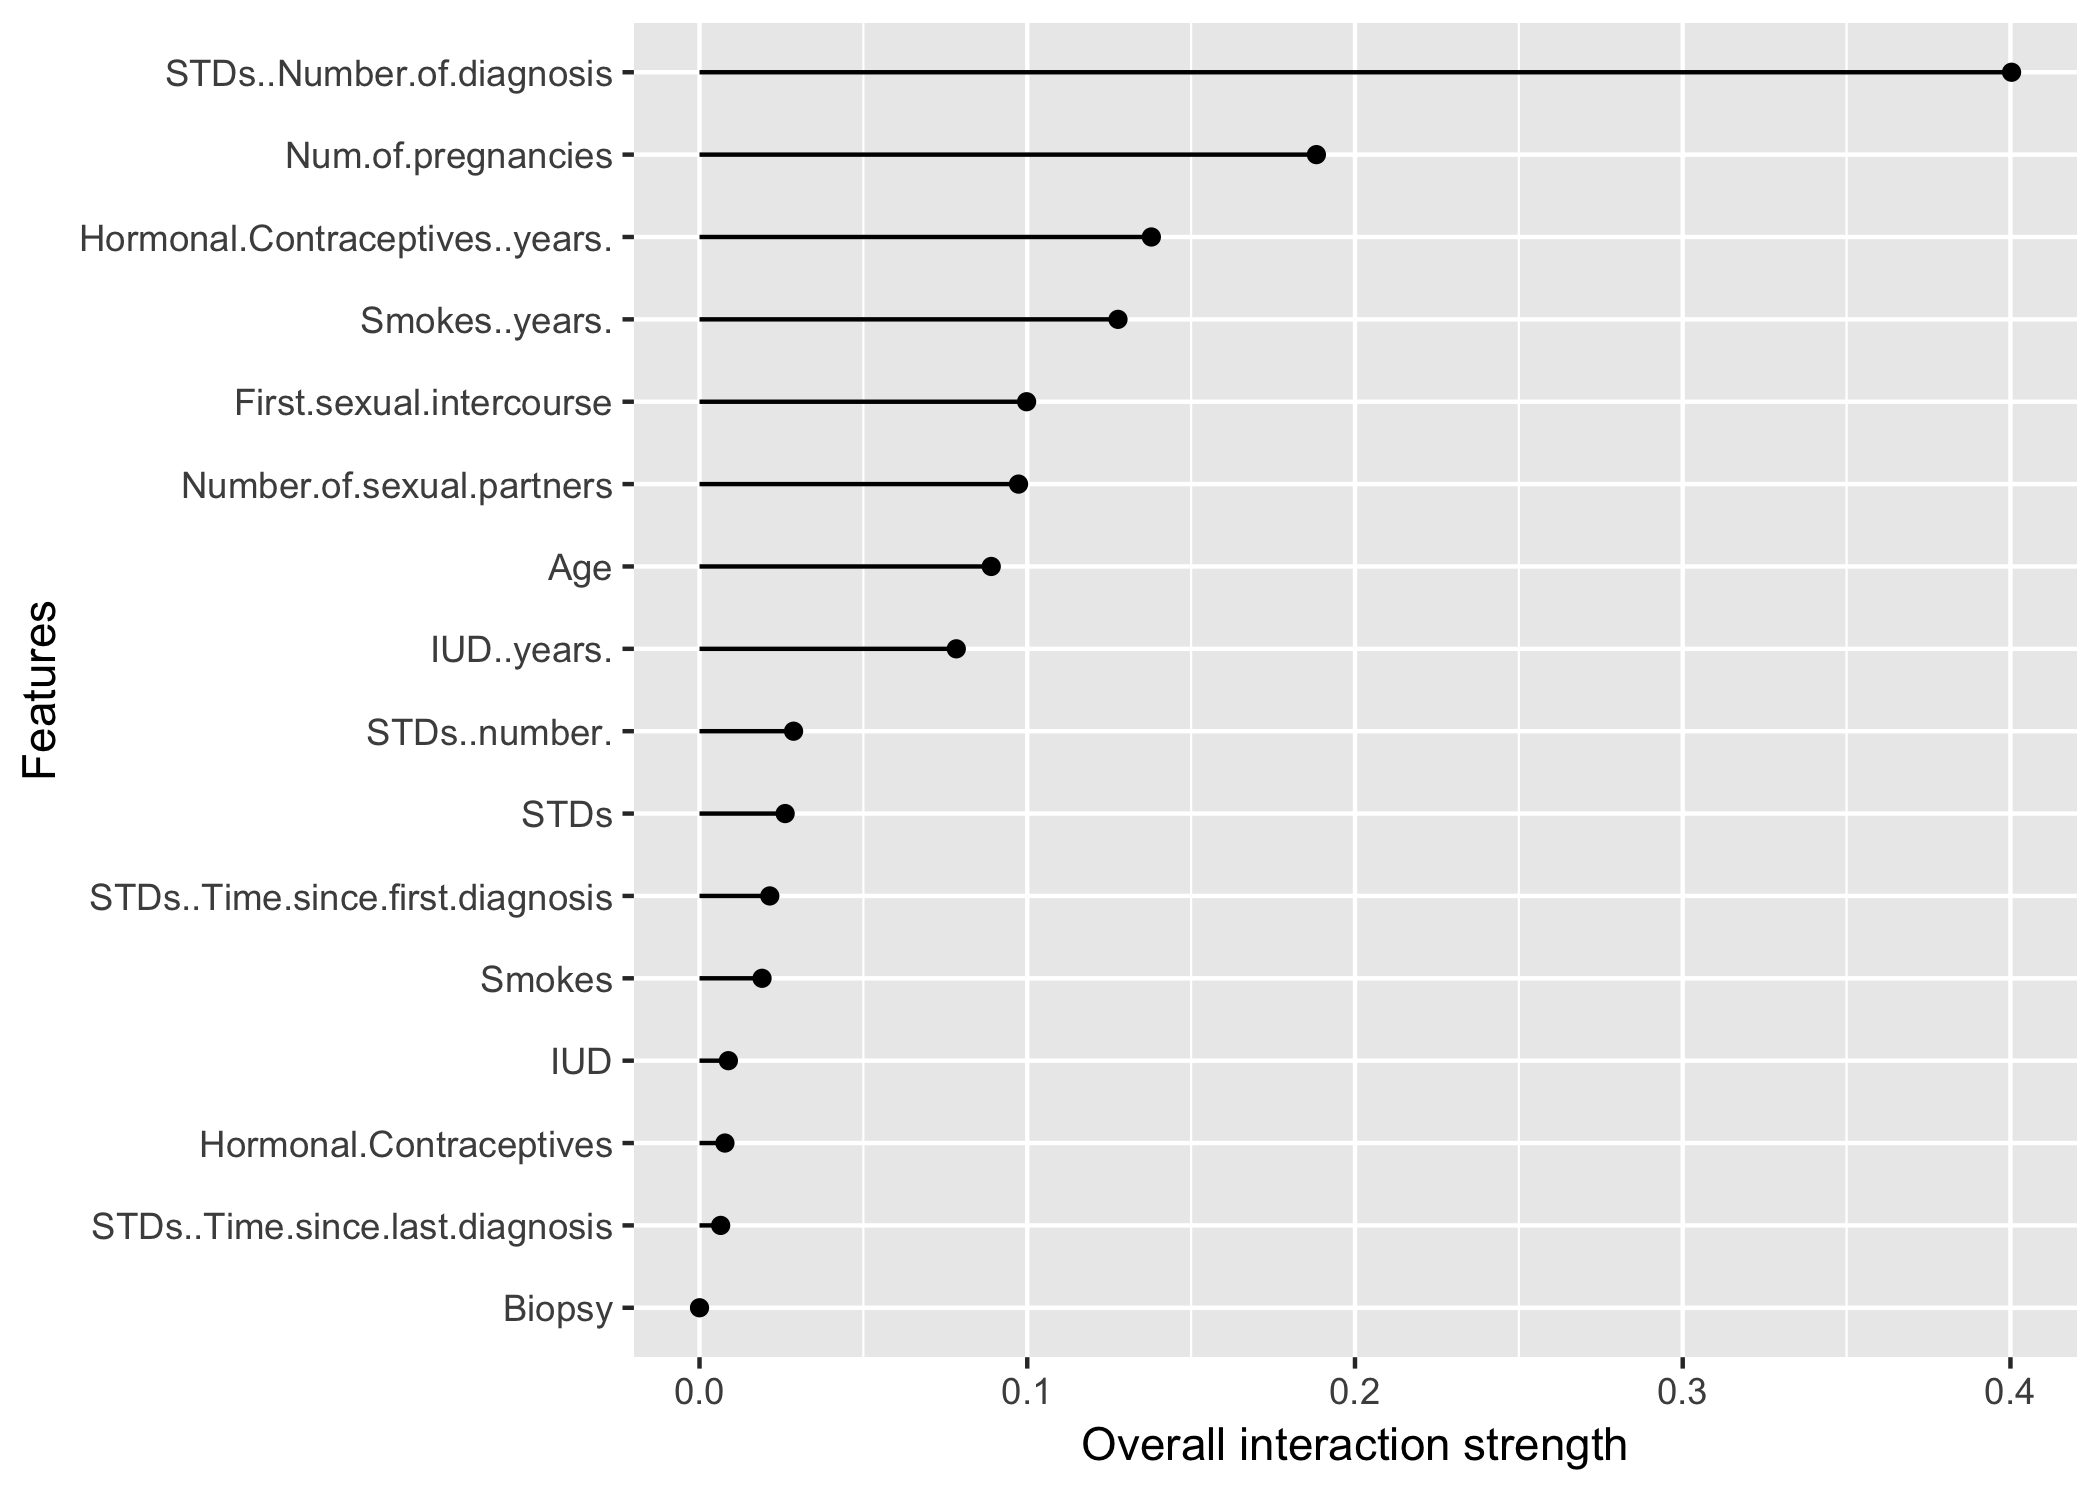 STDs..Number.of.diagnosis
Num.of.pregnancies
Hormonal.Contraceptives..years.
Smokes..years.
First.sexual.intercourse
Number.of.sexual.partners
Age
IUD..years.
STDs..number.
STDs
STDs..Time.since.first.diagnosis
Smokes
IUD
Hormonal.Contraceptives
STDs..Time.since.last.diagnosis
Biopsy
Features
0.0 0.1 0.2 0.3 0.4
Overall interaction strength